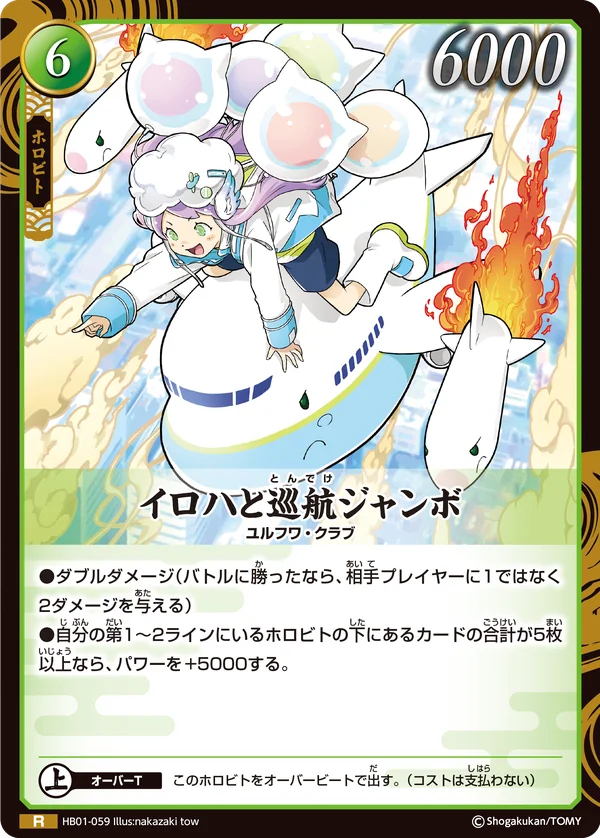 6
6000
ホロビト
とんでけ
イロハと巡航ジャンボ
ユルフワ・クラブ
●ダブルダメージ(バトルに勝ったなら、相手プレイヤーに1ではなく
2ダメージを与える)
●自分の第1～2ラインにいるホロビトの下にあるカードの合計が5枚
以上なら、パワーを+5000する。
上 オーバーT このホロビトをオーバービートで出す。(コストは支払わない)
R HB01-059 Illus:nakazaki tow ©Shogakukan/TOMY